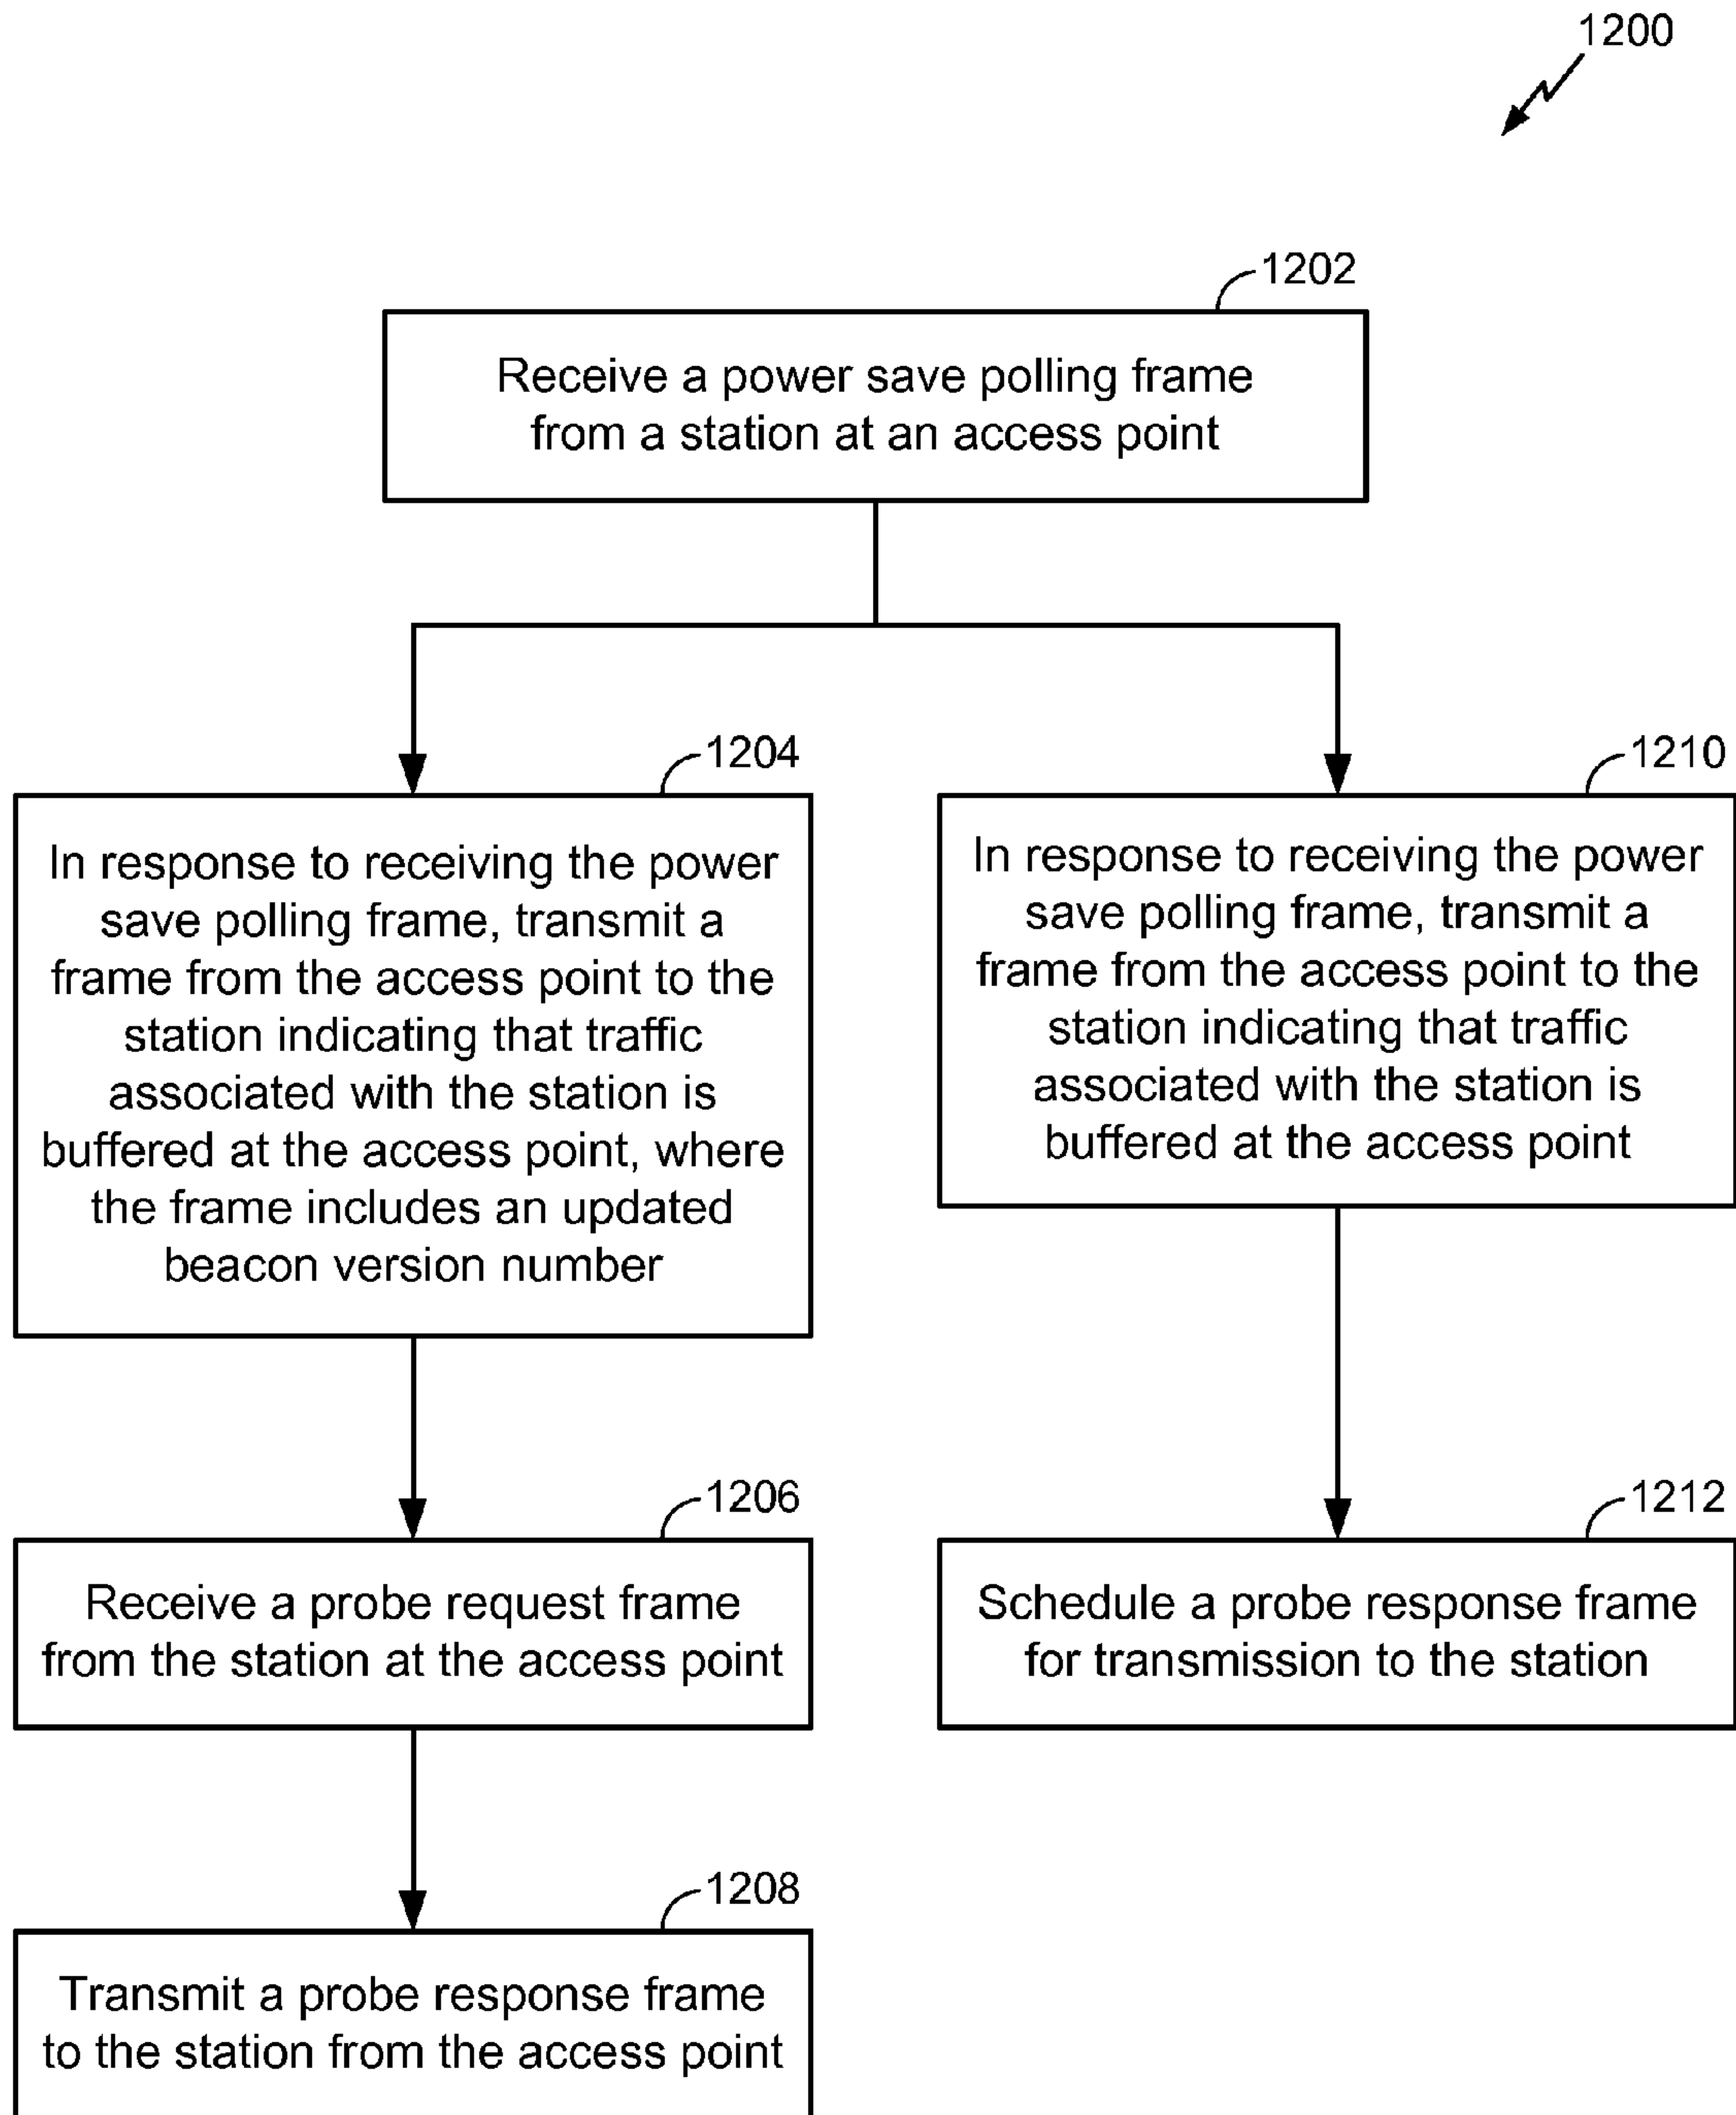 1200
1202
Receive a power save polling frame
from a station at an access point
1204
In response to receiving the power
save polling frame, transmit a
frame from the access point to the
station indicating that traffic
associated with the station is
buffered at the access point, where
the frame includes an updated
beacon version number
1210
In response to receiving the power
save polling frame, transmit a
frame from the access point to the
station indicating that traffic
associated with the station is
buffered at the access point
1206
Receive a probe request frame
from the station at the access point
1212
Schedule a probe response frame
for transmission to the station
1208
Transmit a probe response frame
to the station from the access point